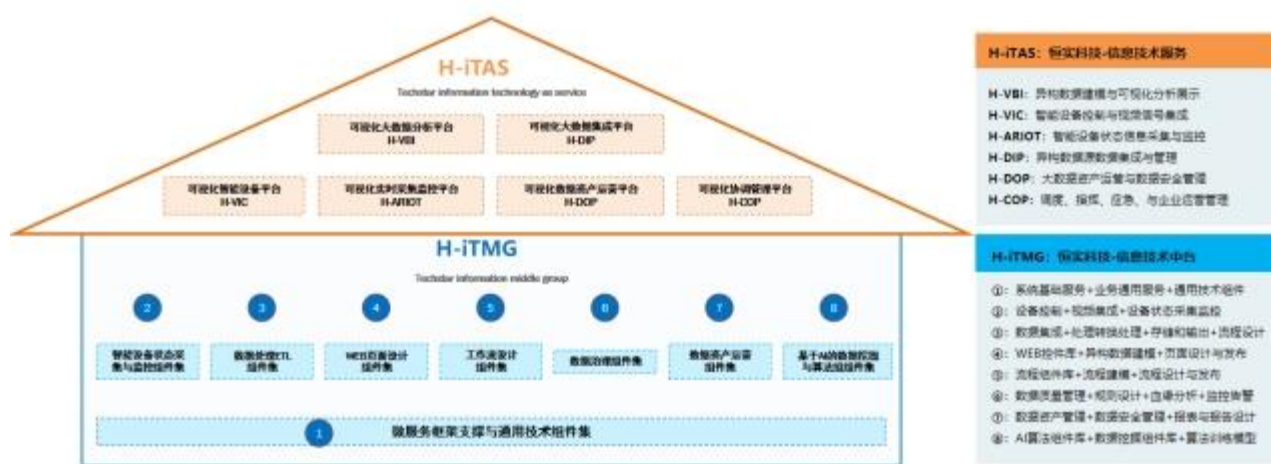 H-iTAS
Techstar information technology as service
可视化大数据分析平台
H-VBI
可视化大数据集成平台
H-DIP
可视化智能设备平台
H-VIC
可视化实时采集监控平台
H-ARIOT
可视化数据资产运营平台
H-DOP
可视化协调管理平台
H-COP
H-iTMG
Techstar information middle group
2
3
4
5
6
7
8
智能设备状态采
集与监控组件集
数据处理ETL
组件集
WEB页面设计
组件集
工作流设计
组件集
数据治理组件集
数据资产运营
组件集
基于AI的数据挖掘
与算法组组件集
1
微服务框架支撑与通用技术组件集
H-iTAS：恒实科技-信息技术服务
H-VBI：异构数据建模与可视化分析展示
H-VIC：智能设备控制与视频信号集成
H-ARIOT：智能设备状态信息采集与监控
H-DIP：异构数据源数据集成与管理
H-DOP：大数据资产运营与数据安全管理
H-COP：调度、指挥、应急、与企业运营管理
H-iTMG：恒实科技-信息技术中台
①：系统基础服务+业务通用服务+通用技术组件
②：设备控制+视频集成+设备状态采集监控
③：数据集成+处理转换处理+存储和输出+流程设计
④：WEB控件库+异构数据建模+页面设计与发布
⑤：流程组件库+流程建模+流程设计与发布
⑥：数据质量管理+规则设计+血缘分析+监控告警
⑦：数据资产管理+数据安全管理+报表与报告设计
⑧：AI算法组件库+数据挖掘组件库+算法训练模型